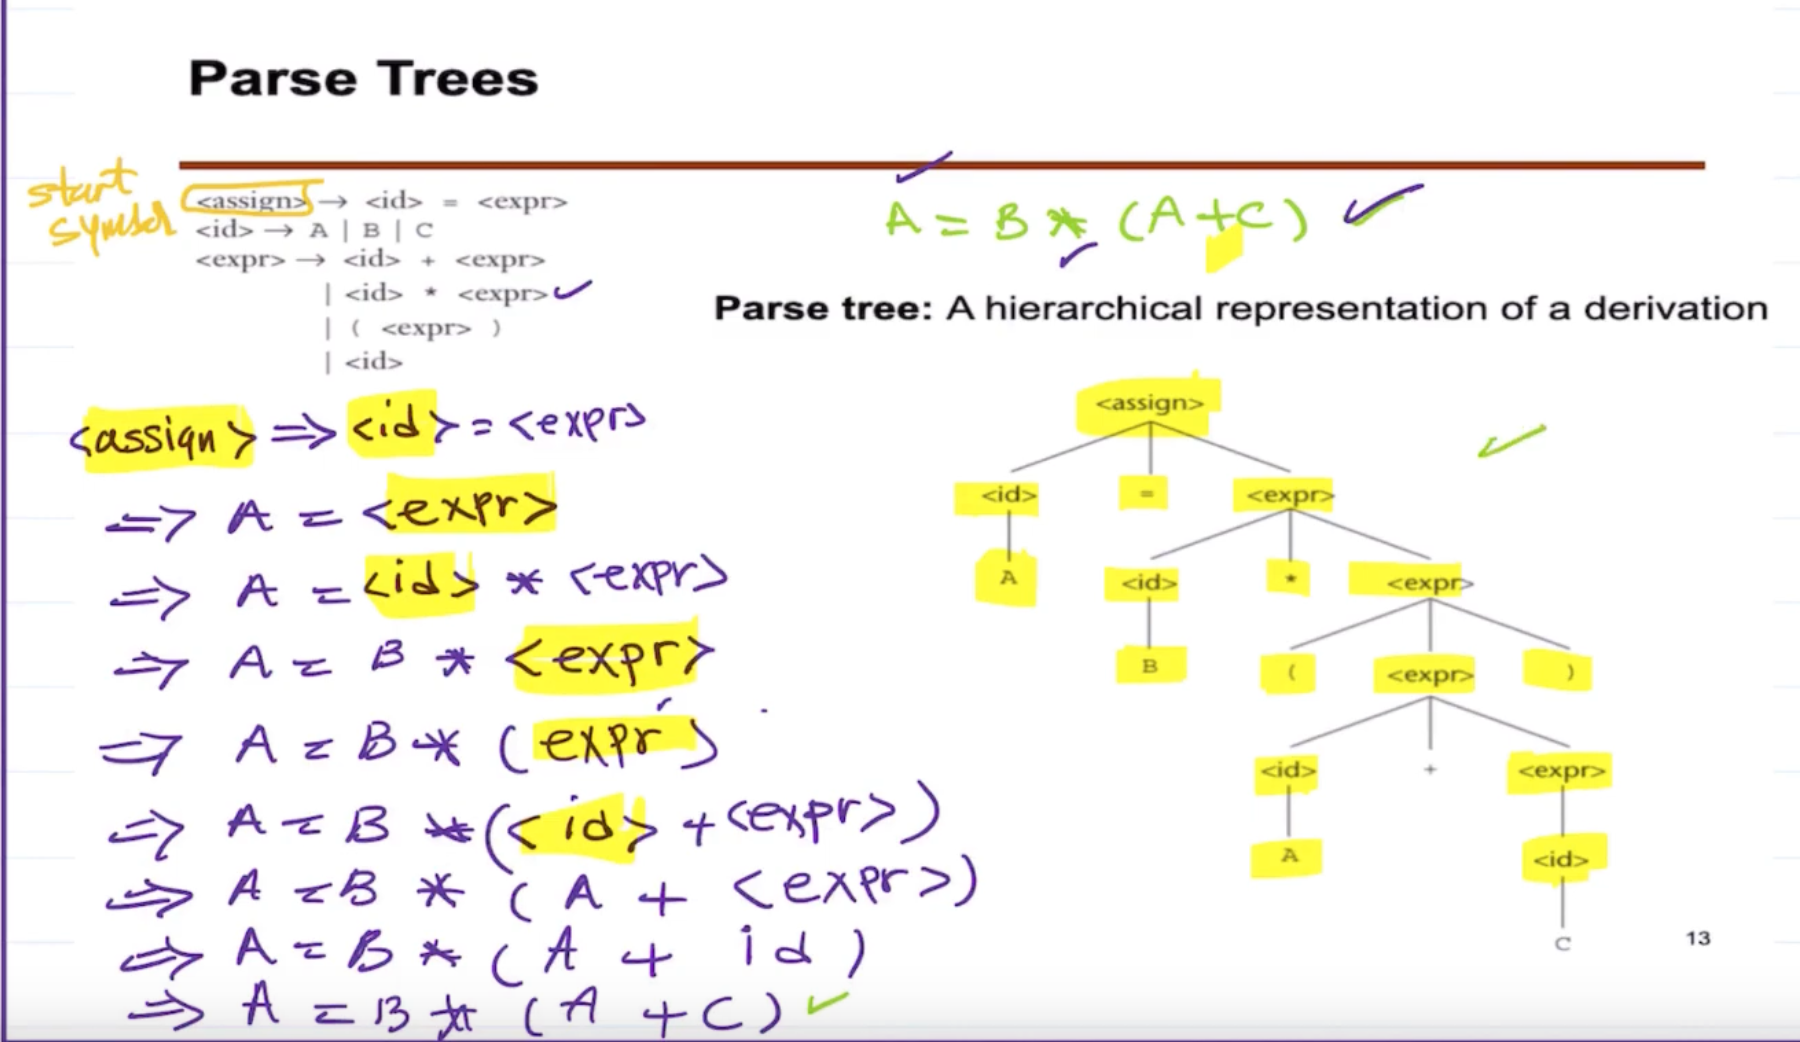 Parse Trees
start
symbol
<assign> → <id> = <expr>
<id> → A | B | C
<expr> → <id> + <expr>
| <id> * <expr>
| ( <expr> )
| <id>
A = B * (A+C)
Parse tree: A hierarchical representation of a derivation
<assign> => <id> = <expr>
=> A = <expr>
=> A = <id> * <expr>
=> A = B * <expr>
=> A = B * (expr)
=> A = B * (<id> + <expr>)
=> A = B * (A + <expr>)
=> A = B * (A + id)
=> A = B * (A + C)
<assign>
<id> = <expr>
A <id> * <expr>
B ( <expr> )
<id> + <expr>
A <id>
C
13